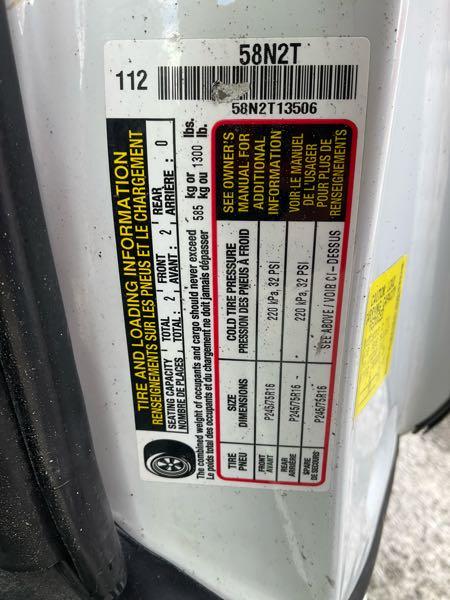 58N2T
112
58N2T13506
TIRE AND LOADING INFORMATION
RENSEIGNEMENTS SUR LES PNEUS ET LE CHARGEMENT
SEATING CAPACITY TOTAL : 2 FRONT : 2 REAR : 0
NOMBRE DE PLACES TOTAL : 2 AVANT : 2 ARRIÈRE : 0
The combined weight of occupants and cargo should never exceed 585 kg or 1300 lbs.
Le poids total des occupants et du chargement ne doit jamais dépasser 585 kg ou 1300 lb.
TIRE SIZE COLD TIRE PRESSURE SEE OWNER'S
PNEU DIMENSIONS PRESSION DES PNEUS À FROID MANUAL FOR
ADDITIONAL
INFORMATION
FRONT
AVANT P245/75R16 220 kPa, 32 PSI
REAR
ARRIÈRE P245/75R16 220 kPa, 32 PSI
SPARE
DE SECOURS P245/75R16 SEE ABOVE / VOIR CI-DESSUS
VOIR LE MANUEL
DE L'USAGER
POUR PLUS DE
RENSEIGNEMENTS